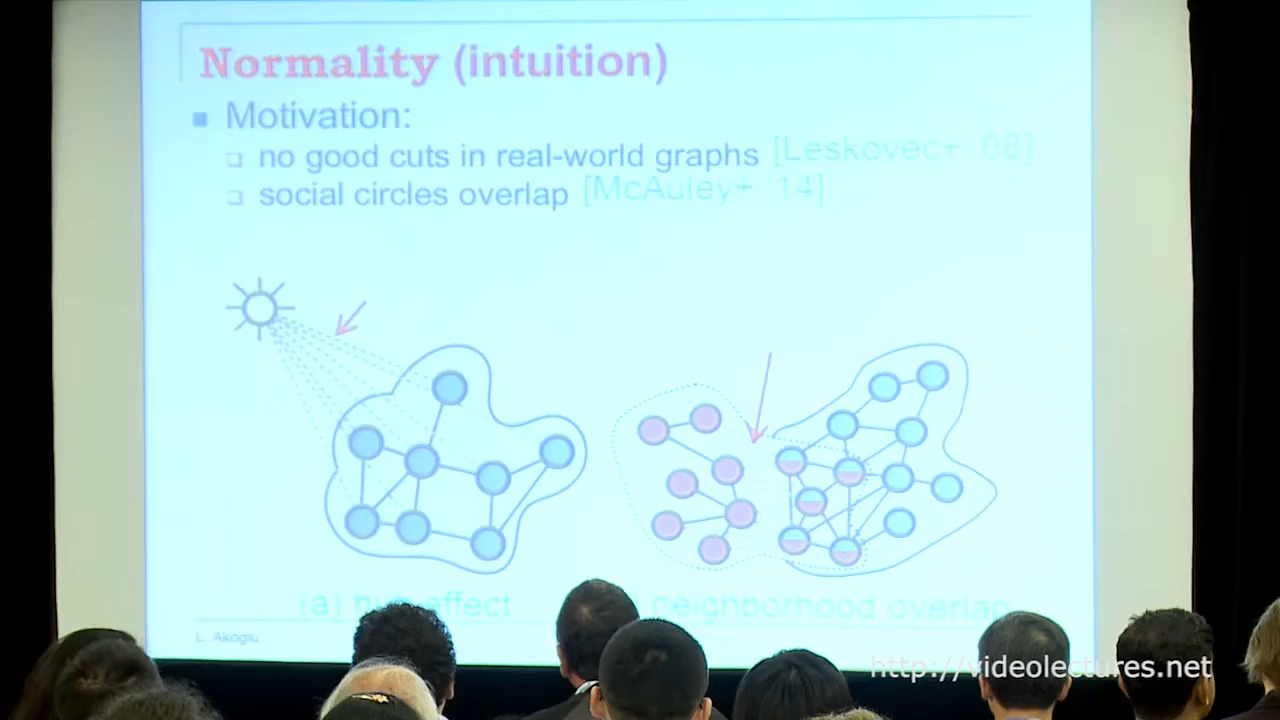 Normality (intuition)
Motivation:
no good cuts in real-world graphs [Leskovec+ '08]
social circles overlap [McAuley+ '14]
(a) hub effect
neighborhood overlap
L. Akoglu
http://videolectures.net